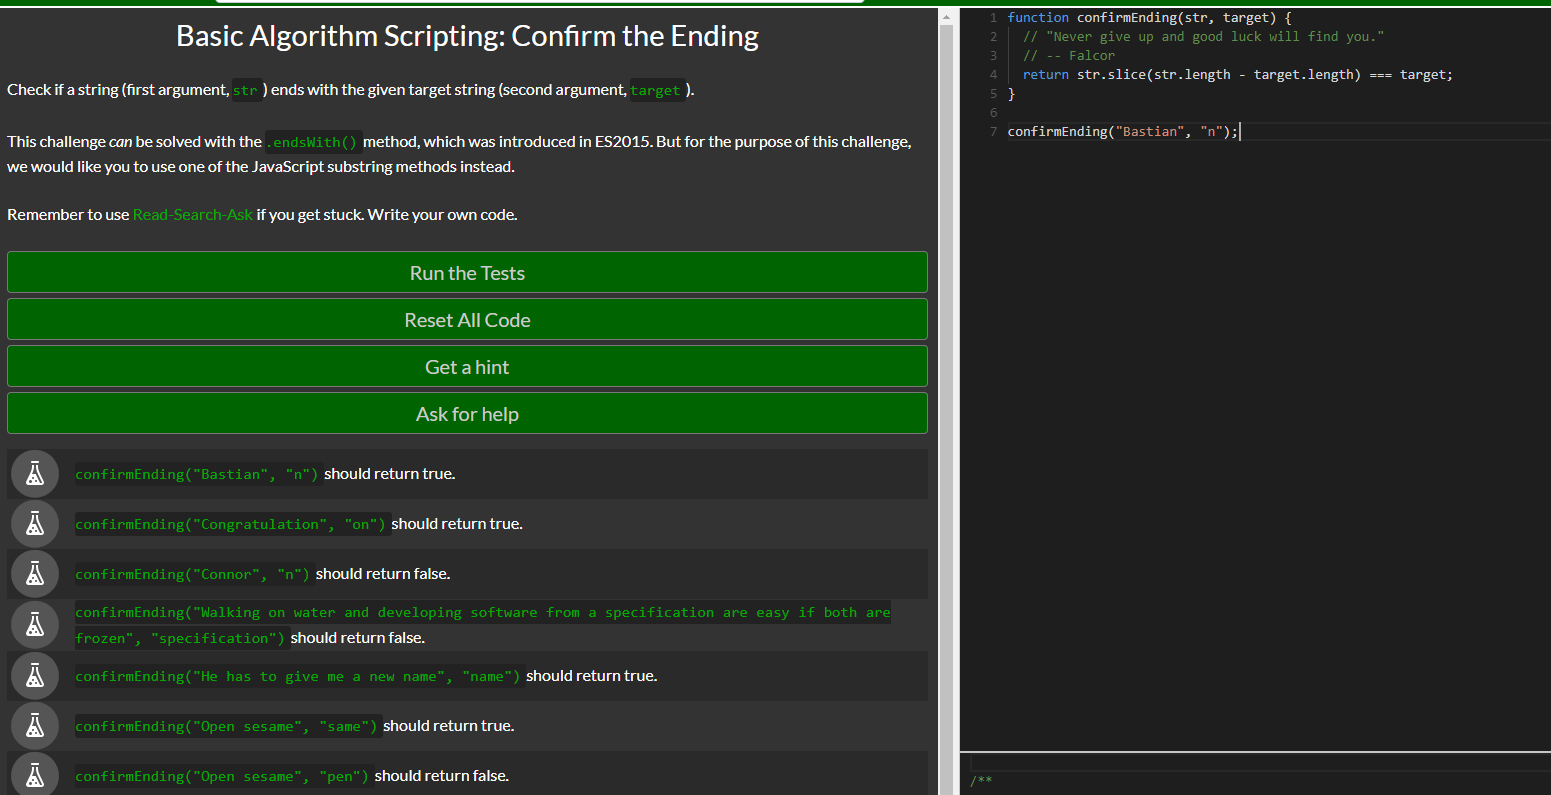 Basic Algorithm Scripting: Confirm the Ending
Check if a string (first argument, str ) ends with the given target string (second argument, target ).
This challenge can be solved with the .endsWith() method, which was introduced in ES2015. But for the purpose of this challenge,
we would like you to use one of the JavaScript substring methods instead.
Remember to use Read-Search-Ask if you get stuck. Write your own code.
Run the Tests
Reset All Code
Get a hint
Ask for help
confirmEnding("Bastian", "n") should return true.
confirmEnding("Congratulation", "on") should return true.
confirmEnding("Connor", "n") should return false.
confirmEnding("Walking on water and developing software from a specification are easy if both are
frozen", "specification") should return false.
confirmEnding("He has to give me a new name", "name") should return true.
confirmEnding("Open sesame", "same") should return true.
confirmEnding("Open sesame", "pen") should return false.
1 function confirmEnding(str, target) {
2 // "Never give up and good luck will find you."
3 // -- Falcor
4 return str.slice(str.length - target.length) === target;
5 }
6
7 confirmEnding("Bastian", "n");
/**